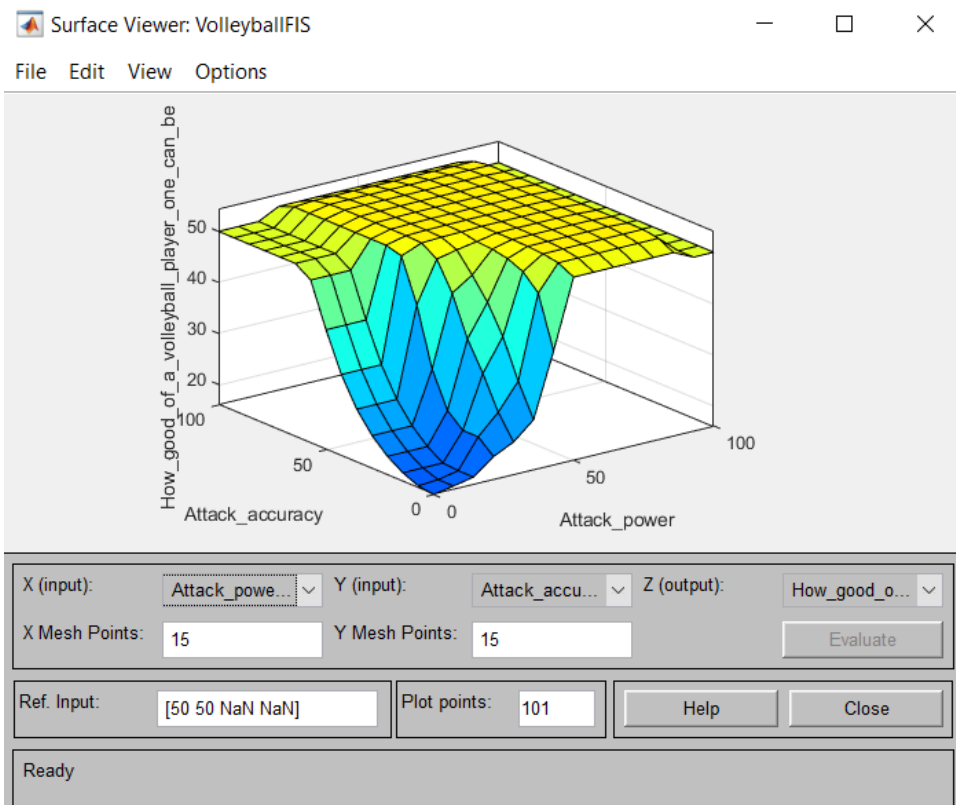 Surface Viewer: VolleyballFIS
File Edit View Options
How_good_of_a_volleyball_player_one_can_be
50
40
30
20
100
50
0
Attack_accuracy
0
50
100
Attack_power
X (input): Attack_powe... Y (input): Attack_accu... Z (output): How_good_o...
X Mesh Points: 15 Y Mesh Points: 15 Evaluate
Ref. Input: [50 50 NaN NaN] Plot points: 101 Help Close
Ready